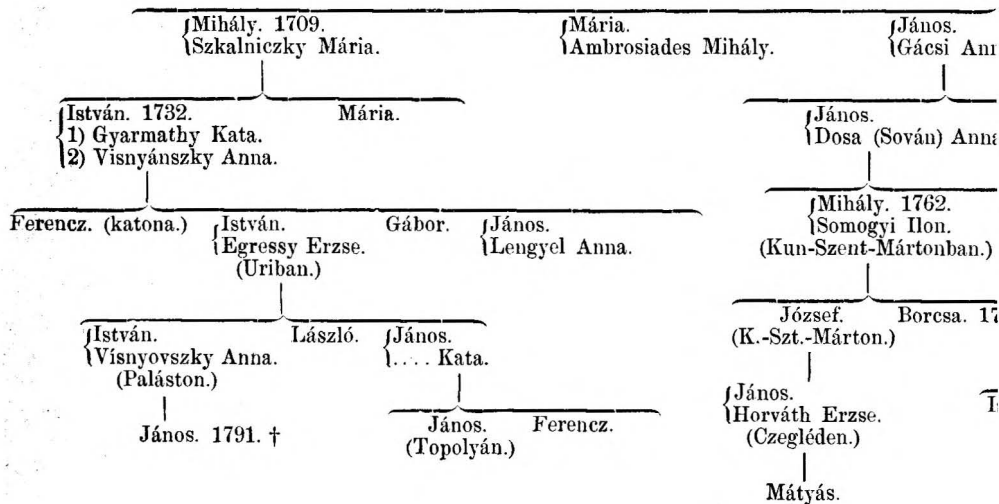 Mihály. 1709. Mária. János.
Szkalniczky Mária. Ambrosiades Mihály. Gácsi
István. 1732. Mária. János.
1) Gyarmathy Kata. Dosa (Sován) Anna
2) Visnyánszky Anna.
Mihály. 1762.
Ferencz. (katona.) István. Gábor. János. Somogyi Ilon.
Egressy Erzse. Lengyel Anna. (Kun-Szent-Mártonban.)
(Uriban.)
József. Borcsa.
István. László. János. (K.-Szt.-Márton.)
Vísnyovszky Anna. .... Kata.
(Paláston.)
János.
János. Ferencz. Horváth Erzse.
János. 1791. † (Topolyán.) (Czegléden.)
Mátyás.